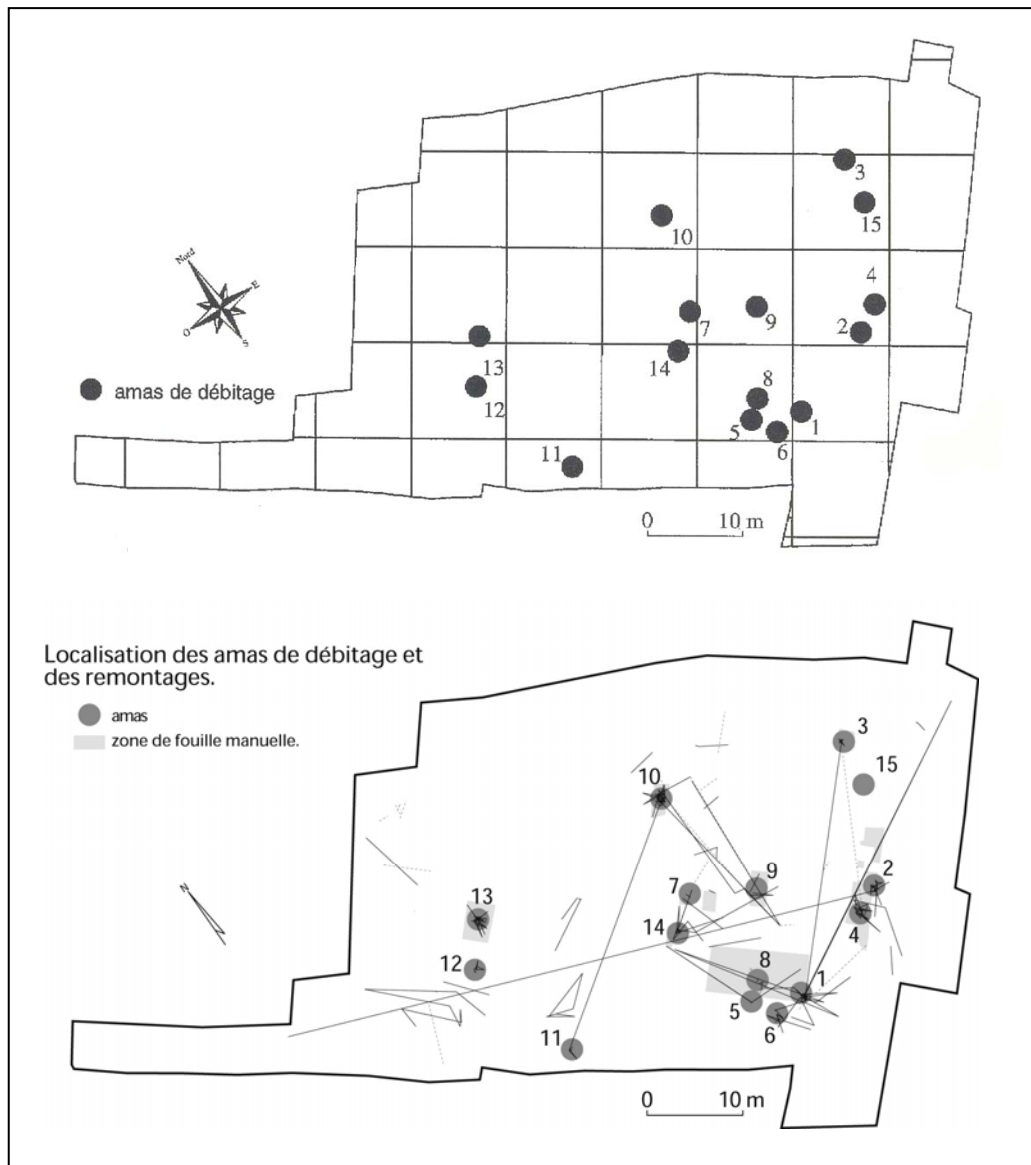 3
15
10
4
Nord
E
O
S
7
9
2
14
13
8
amas de débitage
12
5
1
6
11
0 10 m
Localisation des amas de débitage et
des remontages.
amas
zone de fouille manuelle.
3
15
10
N
2
9
7
13
4
14
12
8
1
5
6
11
0 10 m